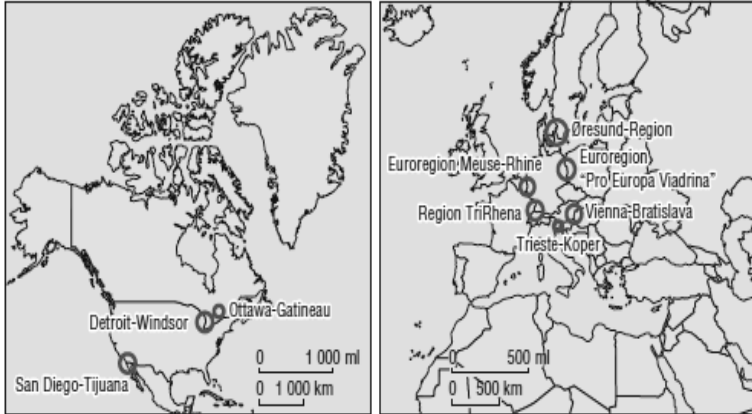 Ottawa-Gatineau
Detroit-Windsor
San Diego-Tijuana
0 1 000 ml
0 1 000 km
Øresund-Region
Euroregion Meuse-Rhine
Euroregion
"Pro Europa Viadrina"
Region TriRhena
Vienna-Bratislava
Trieste-Koper
0 500 ml
0 500 km